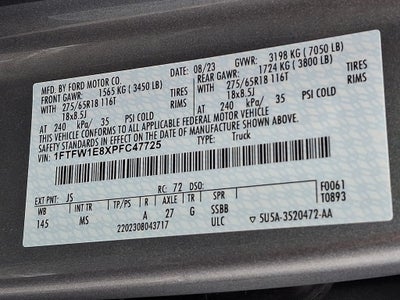 MFD. BY FORD MOTOR CO.
DATE: 08/23 GVWR: 3198 KG (7050 LB)
FRONT GAWR: 1565 KG (3450 LB) REAR GAWR: 1724 KG (3800 LB)
275/65R18 116T TIRES 275/65R18 116T TIRES
18x8.5J RIMS 18x8.5J RIMS
AT 240 kPa/ 35 PSI COLD AT 240 kPa/ 35 PSI COLD
THIS VEHICLE CONFORMS TO ALL APPLICABLE FEDERAL MOTOR VEHICLE
SAFETY STANDARDS IN EFFECT ON THE DATE OF MANUFACTURE SHOWN ABOVE.
VIN: 1FTFW1E8XPFC47725 TYPE: Truck
EXT PNT: JS RC: 72 DSO: F0061
WB INT TR TP/PS R AXLE TR SPR T0893
145 MS A 27 G SSBB
2202308043717 ULC 5U5A-3520472-AA